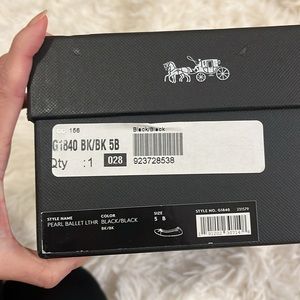 156 Black/Black
G1840 BK/BK 5B
Qty :1 028 923728538
STYLE NAME COLOR SIZE STYLE NO. G1840
PEARL BALLET LTHR BLACK/BLACK 5 B
BK/BK